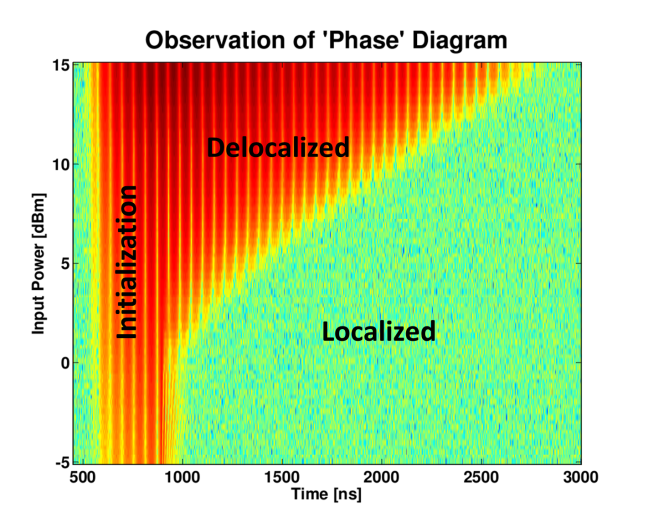 Observation of 'Phase' Diagram
15
10
5
0
-5
Input Power [dBm]
Initialization
Delocalized
Localized
500
1000
1500
2000
2500
3000
Time [ns]